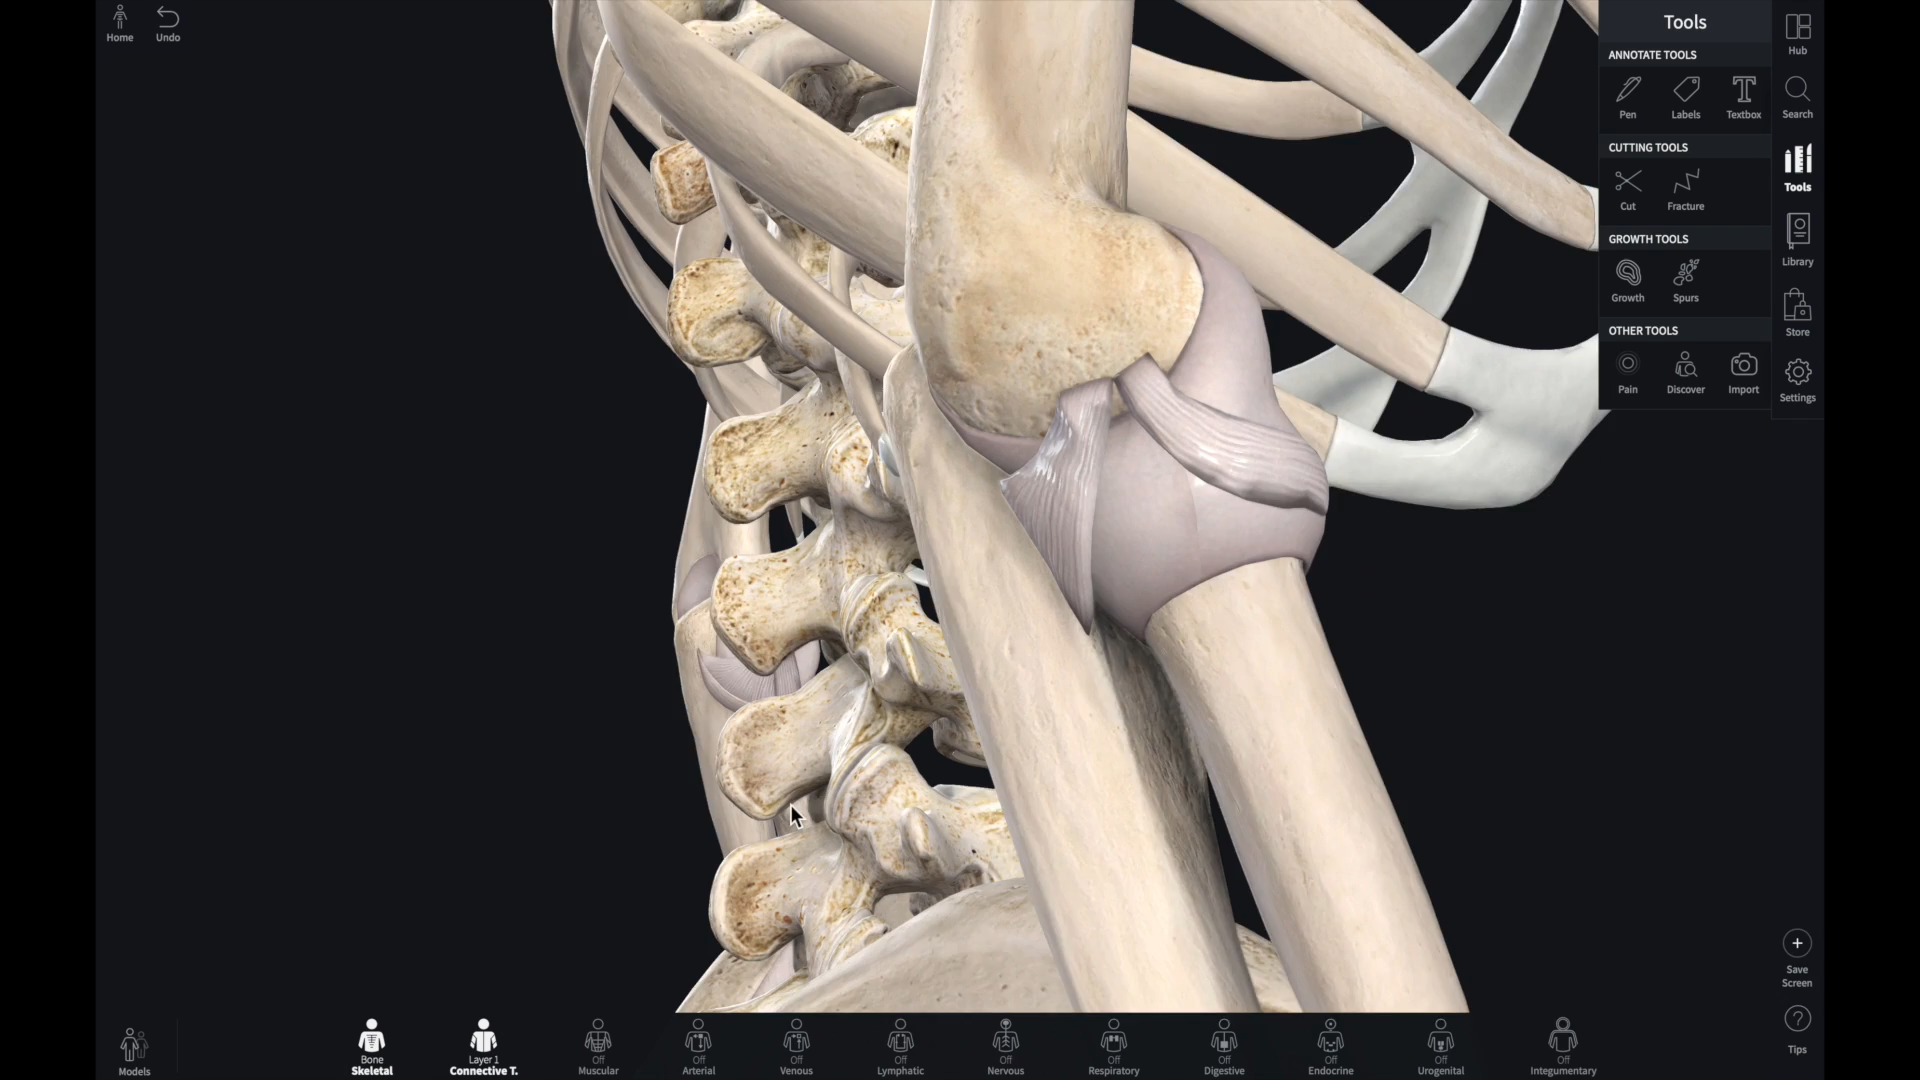 Home
Undo
Tools
ANNOTATE TOOLS
Pen
Labels
Textbox
CUTTING TOOLS
Cut
Fracture
GROWTH TOOLS
Growth
Spurs
OTHER TOOLS
Pain
Discover
Import
Hub
Search
Tools
Library
Store
Settings
Save
Screen
Tips
Models
Bone
Skeletal
Layer 1
Connective T.
Off
Muscular
Off
Arterial
Off
Venous
Off
Lymphatic
Off
Nervous
Off
Respiratory
Off
Digestive
Off
Endocrine
Off
Urogenital
Off
Integumentary